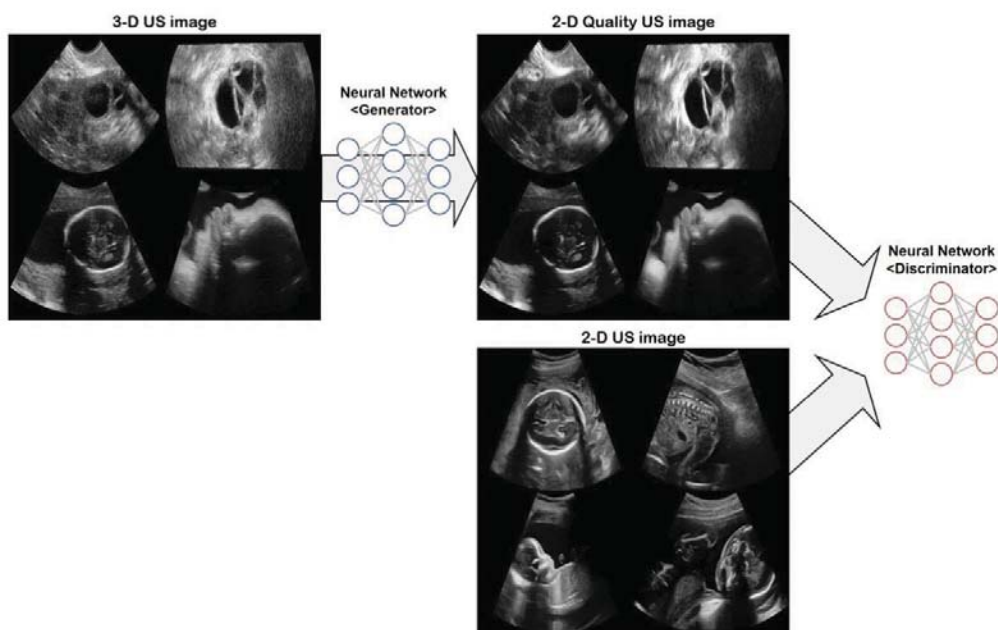 3-D US image
2-D Quality US image
Neural Network
<Generator>
Neural Network
<Discriminator>
2-D US image